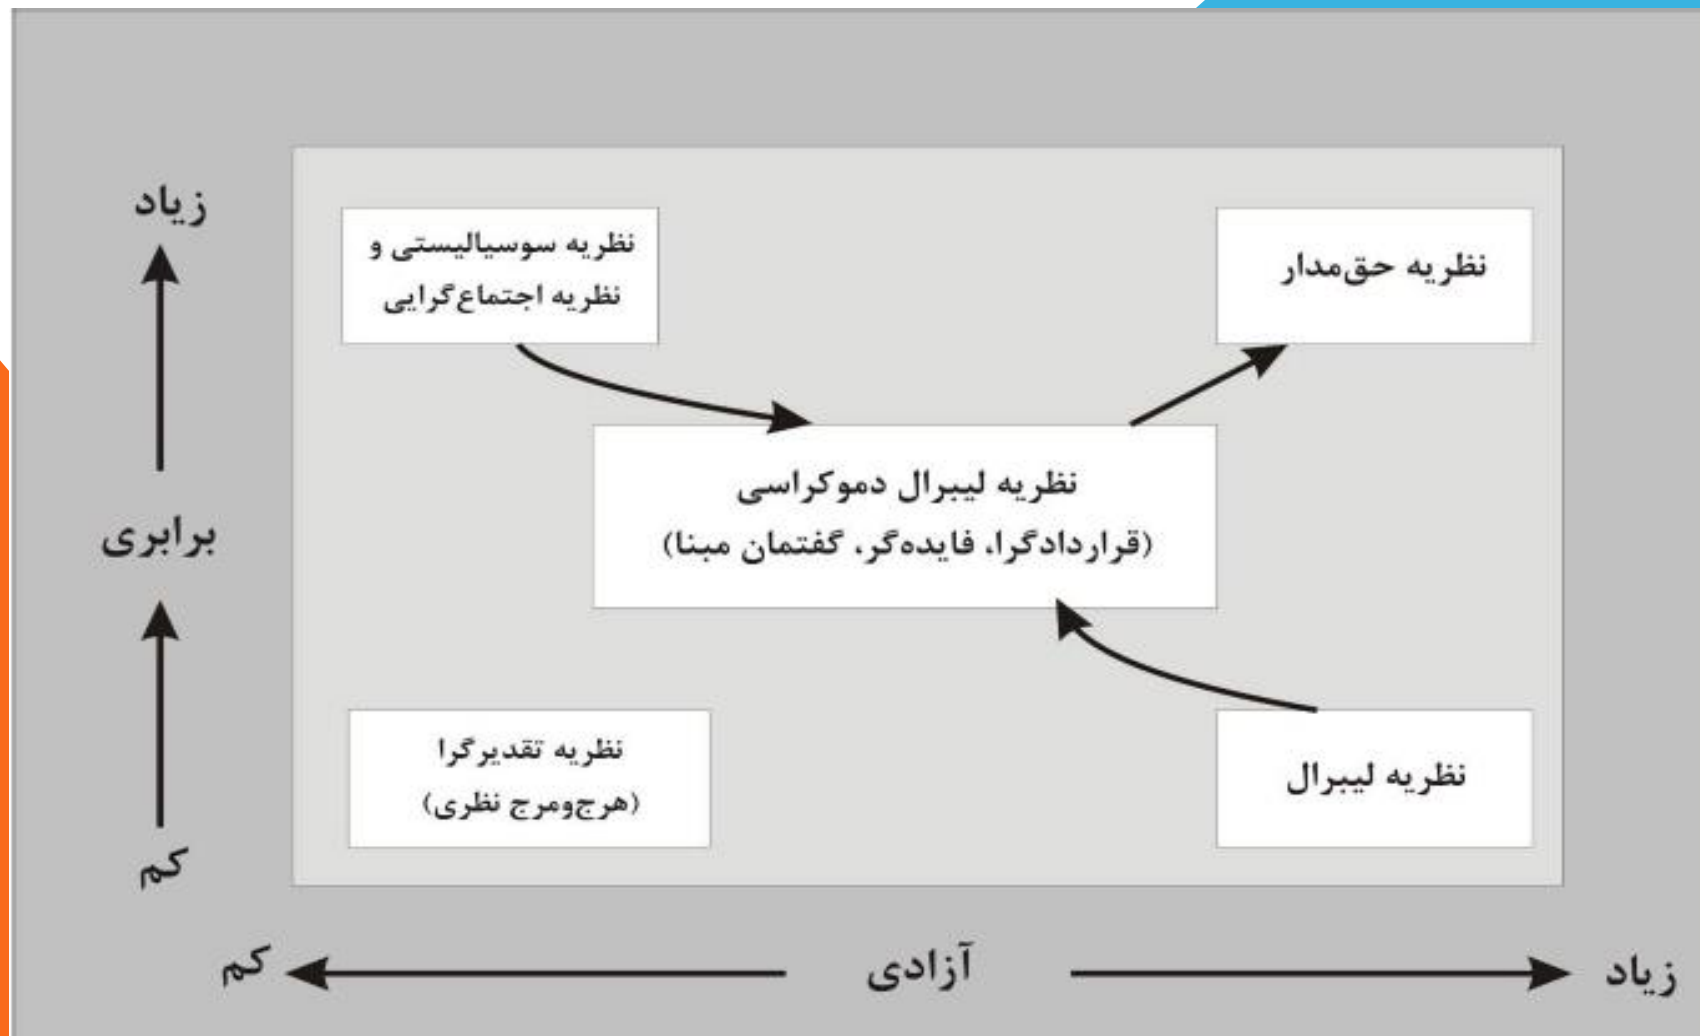 زیاد
نظریه سوسیالیستی و
نظریه اجتماع‌گرایی
نظریه حق‌مدار
نظریه لیبرال دموکراسی
(قراردادگرا، فایده‌گر، گفتمان مبنا)
برابری
نظریه تقدیرگرا
(هرج‌ومرج نظری)
نظریه لیبرال
کم
زیاد
آزادی
کم